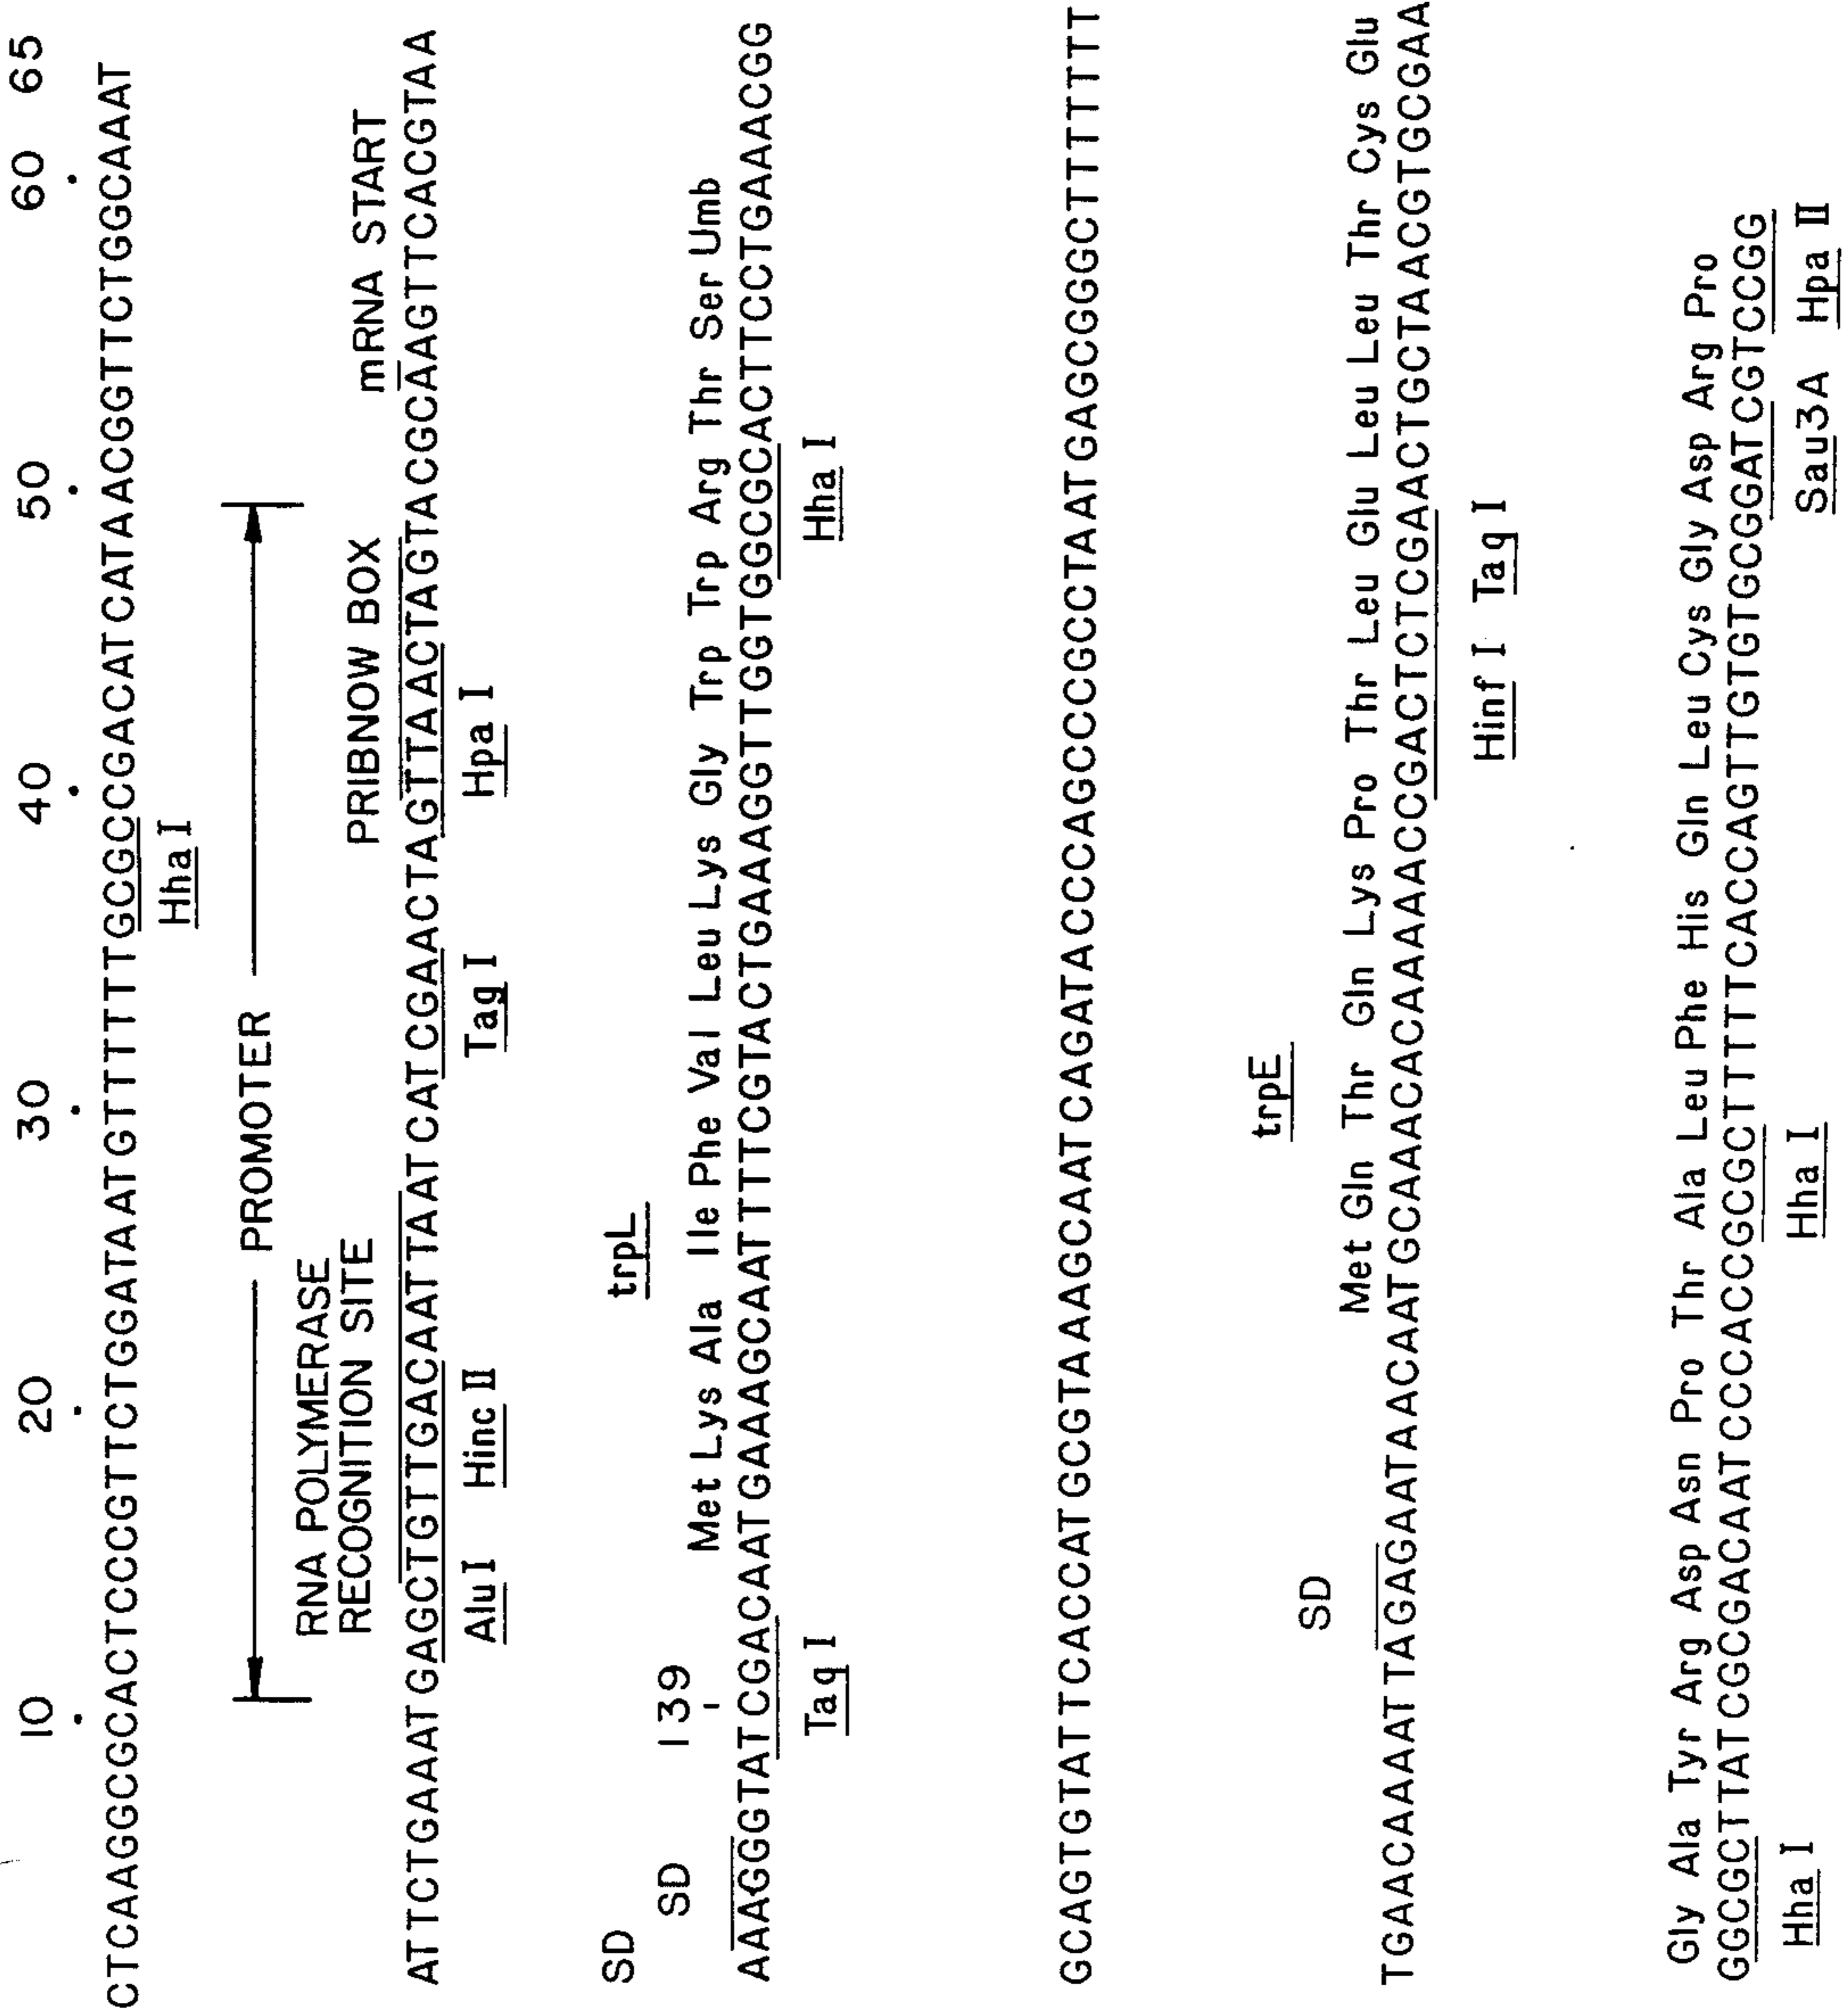 10 20 30 40 50 60 65
CTCAAGGCGCACTCCCGTTCTGGATAATGTTTTTTGCGCCGACATCATAACGGTTCTGGCAAT
Hha I
PROMOTER
RNA POLYMERASE
RECOGNITION SITE PRIBNOW BOX mRNA START
ATTCTGAAATGAGCTGTTGACAATTAATCATCGAACTAGTTAACTAGTACGCAAGTTCACGTAA
Alu I Hinc II Taq I Hpa I
trpL
SD
SD 139
Met Lys Ala Ile Phe Val Leu Lys Gly Trp Trp Arg Thr Ser Umb
AAAGGGTATCGACAATGAAAGCAATTTTCGTACTGAAAGGTTGGTGGCGCACTTCCTGAAACGG
Taq I Hha I
GCAGTGTATTCACCATGCGTAAAGCAATCAGATACCCAGCCCGCCTAATGAGCGGGCTTTTTTTT
trpE
SD
Met Gln Thr Gln Lys Pro Thr Leu Glu Leu Leu Thr Cys Glu
TGAACAAAATTAGAGAATAACAATGCAAACACAAAAACCGACTCTCGAACTGCTAACGTGCGAA
Hinf I Taq I
Gly Ala Tyr Arg Asp Asn Pro Thr Ala Leu Phe His Gln Leu Cys Gly Asp Arg Pro
GGCGCTTATCGCGACAATCCCACCGCGCTTTTTCACCAGTTGTGTGCGGATCGTCCGG
Hha I Hha I Sau3A Hpa II